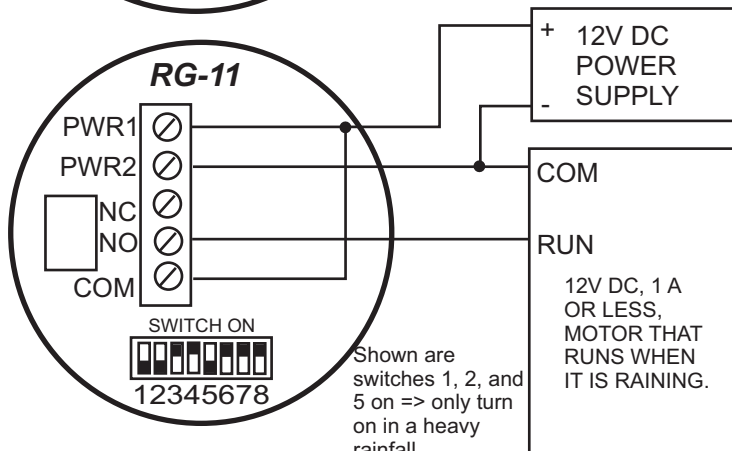 RG-11
PWR1
PWR2
NC
NO
COM
SWITCH ON
12345678
+ 12V DC
POWER
- SUPPLY
COM
RUN
12V DC, 1 A
OR LESS,
MOTOR THAT
RUNS WHEN
IT IS RAINING.
Shown are
switches 1, 2, and
5 on => only turn
on in a heavy
rainfall